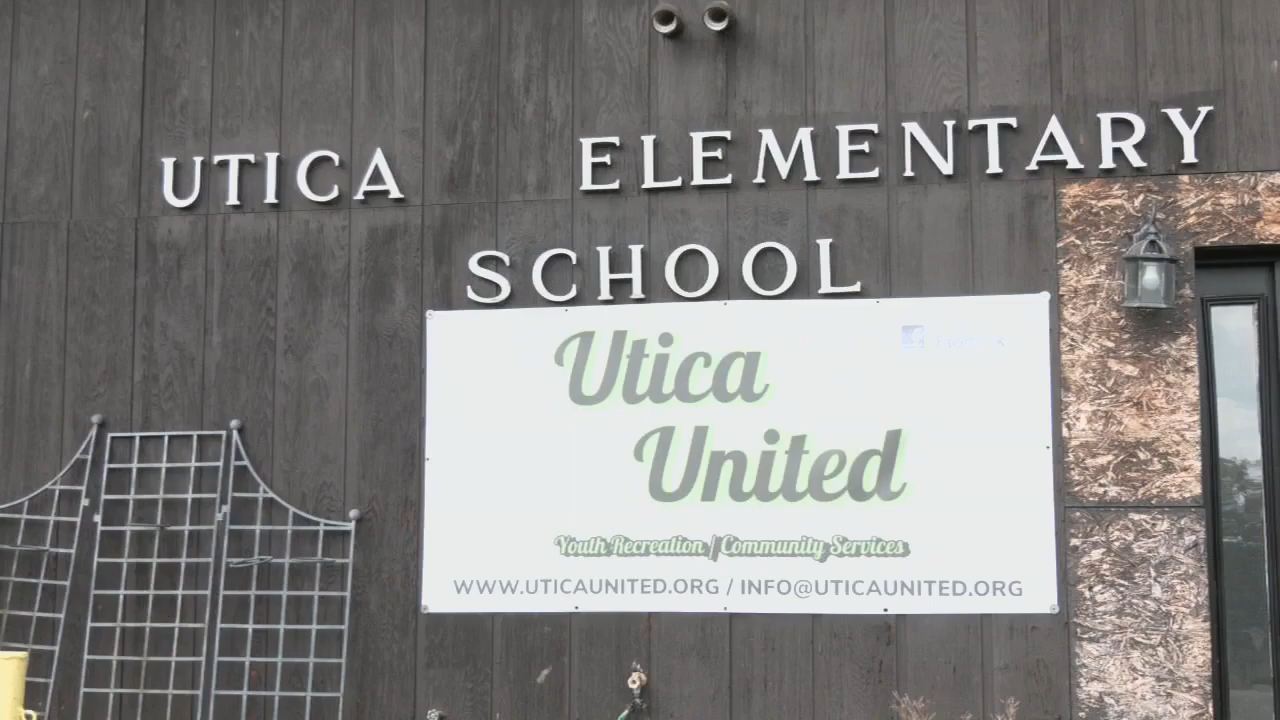 UTICA ELEMENTARY
SCHOOL
Utica
United
Youth Recreation / Community Services
WWW.UTICAUNITED.ORG / INFO@UTICAUNITED.ORG